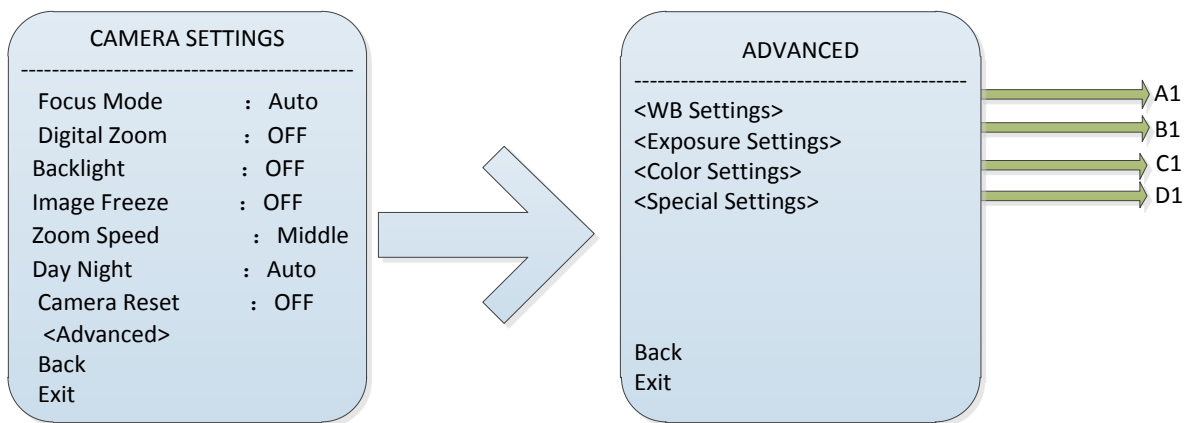 CAMERA SETTINGS
------------------------------------------
Focus Mode ： Auto
Digital Zoom ： OFF
Backlight ： OFF
Image Freeze ： OFF
Zoom Speed ： Middle
Day Night ： Auto
Camera Reset ： OFF
<Advanced>
Back
Exit
ADVANCED
------------------------------------------
<WB Settings>
<Exposure Settings>
<Color Settings>
<Special Settings>
Back
Exit
A1
B1
C1
D1